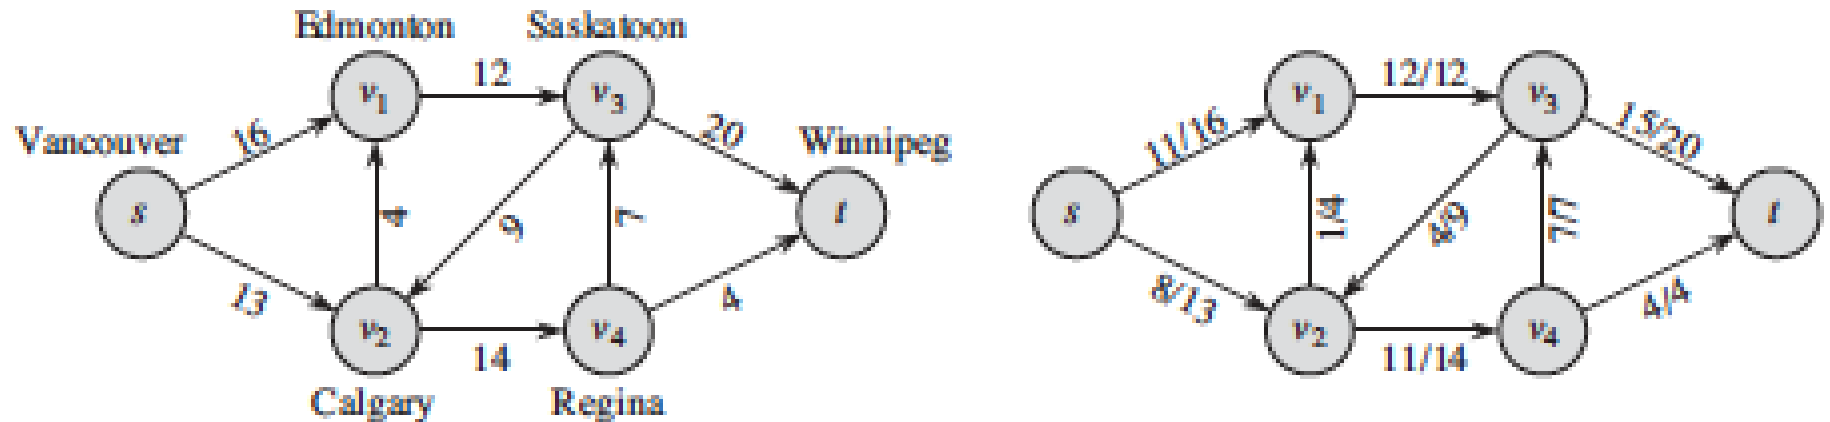 Edmonton Saskatoon
Vancouver Winnipeg
s
v1
v3
v2
v4
t
16
12
20
13
4
9
7
14
4
Calgary Regina
s
v1
v3
v2
v4
t
11/16
12/12
15/20
8/13
1/4
4/9
7/7
11/14
4/4